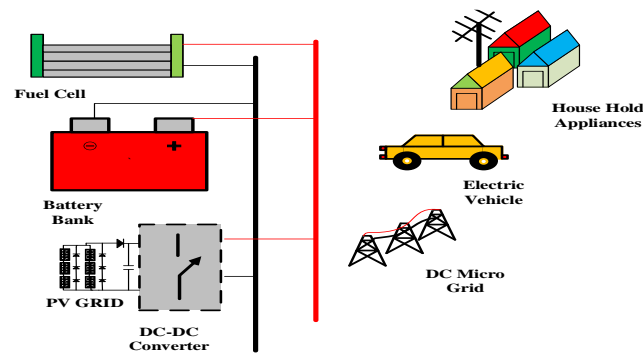 Fuel Cell
House Hold
Appliances
Battery
Bank
Electric
Vehicle
PV GRID
DC Micro
Grid
DC-DC
Converter